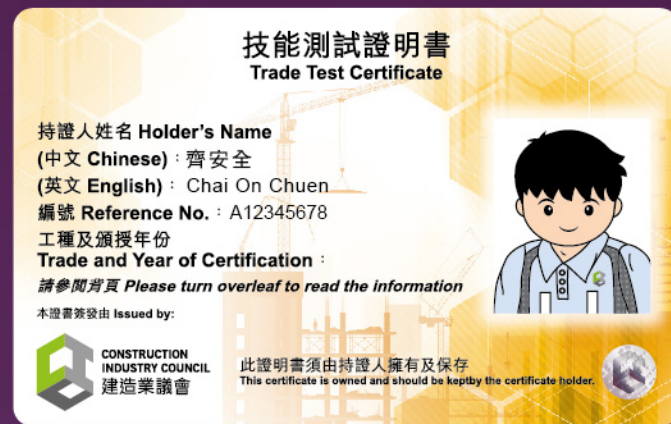 技能測試證明書
Trade Test Certificate
持證人姓名 Holder's Name
(中文 Chinese)：齊安全
(英文 English)： Chai On Chuen
編號 Reference No.：A12345678
工種及頒授年份
Trade and Year of Certification：
請參閱背頁 Please turn overleaf to read the information
本證書簽發由 Issued by:
CONSTRUCTION
INDUSTRY COUNCIL
建造業議會
此證明書須由持證人擁有及保存
This certificate is owned and should be keptby the certificate holder.